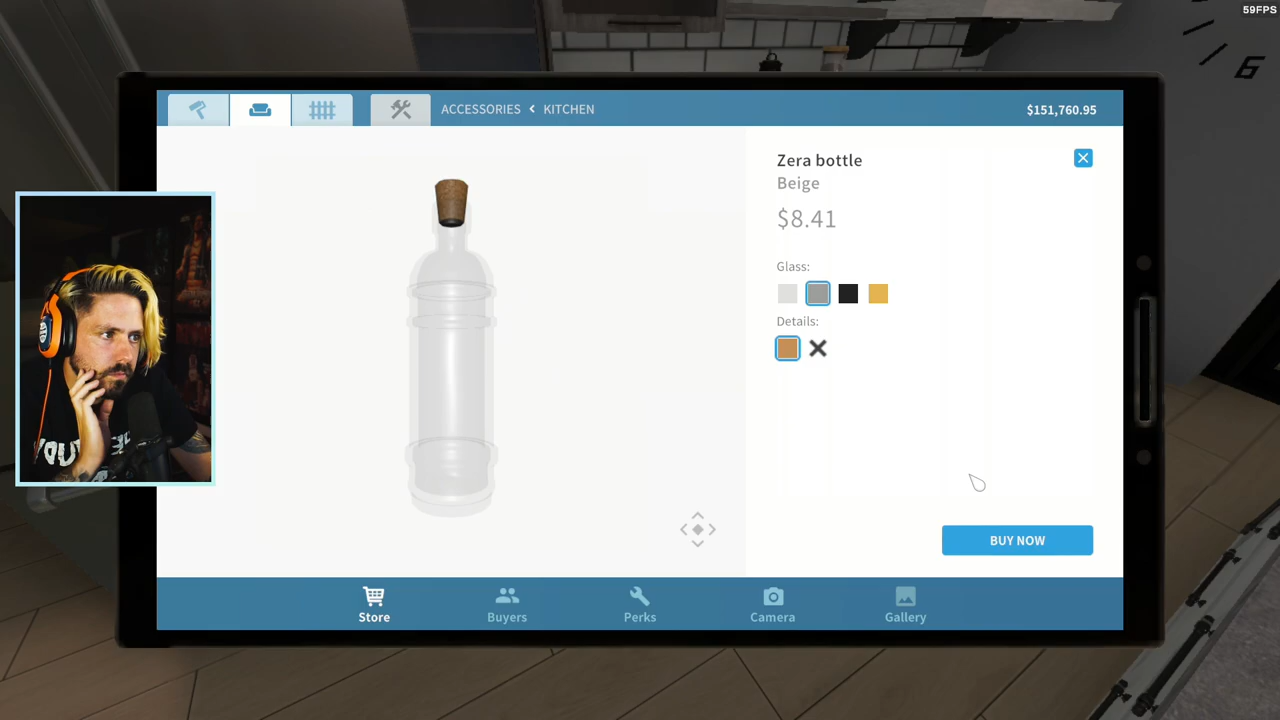 59FPS
6
ACCESSORIES < KITCHEN
$151,760.95
Zera bottle
Beige
$8.41
Glass:
Details:
BUY NOW
Store
Buyers
Perks
Camera
Gallery